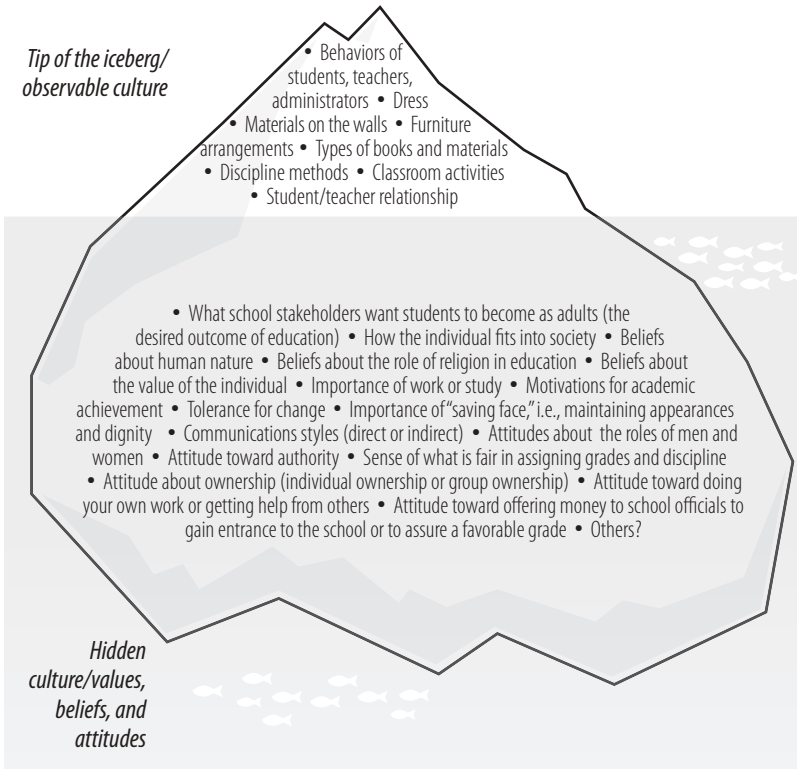 Tip of the iceberg/
observable culture
• Behaviors of
students, teachers,
administrators • Dress
• Materials on the walls • Furniture
arrangements • Types of books and materials
• Discipline methods • Classroom activities
• Student/teacher relationship
• What school stakeholders want students to become as adults (the
desired outcome of education) • How the individual fits into society • Beliefs
about human nature • Beliefs about the role of religion in education • Beliefs about
the value of the individual • Importance of work or study • Motivations for academic
achievement • Tolerance for change • Importance of “saving face,” i.e., maintaining appearances
and dignity • Communications styles (direct or indirect) • Attitudes about the roles of men and
women • Attitude toward authority • Sense of what is fair in assigning grades and discipline
• Attitude about ownership (individual ownership or group ownership) • Attitude toward doing
your own work or getting help from others • Attitude toward offering money to school officials to
gain entrance to the school or to assure a favorable grade • Others?
Hidden
culture/values,
beliefs, and
attitudes